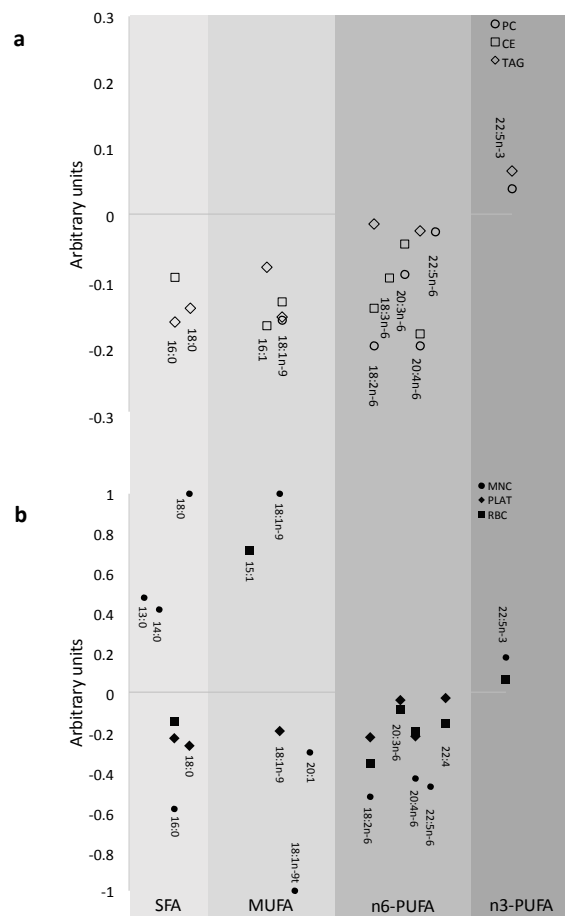 a
0.3
0.2
0.1
0
-0.1
-0.2
-0.3
Arbitrary units
PC
CE
TAG
16:0
18:0
16:1
18:1n-9
18:2n-6
18:3n-6
20:3n-6
20:4n-6
22:5n-6
22:5n-3
b
1
0.8
0.6
0.4
0.2
0
-0.2
-0.4
-0.6
-0.8
-1
Arbitrary units
MNC
PLAT
RBC
13:0
14:0
18:0
16:0
18:0
15:1
18:1n-9
18:1n-9
20:1
18:1n-9t
18:2n-6
20:3n-6
20:4n-6
22:5n-6
22:4
22:5n-3
SFA
MUFA
n6-PUFA
n3-PUFA